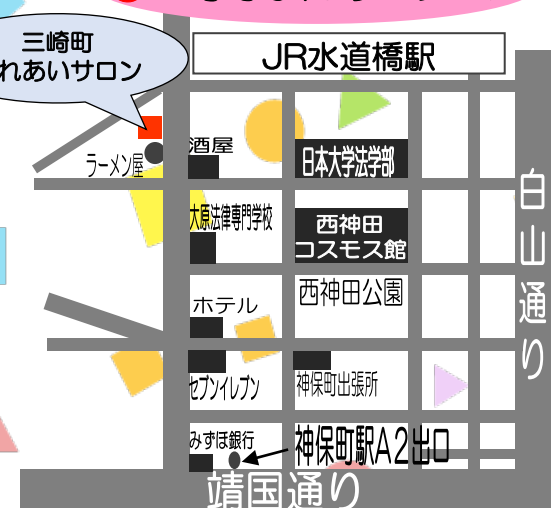 三崎町
れあいサロン
JR水道橋駅
酒屋
ラーメン屋
日本大学法学部
白山通り
大原法律専門学校
西神田
コスモス館
ホテル
西神田公園
セブンイレブン
神保町出張所
みずほ銀行
神保町駅A2出口
靖国通り